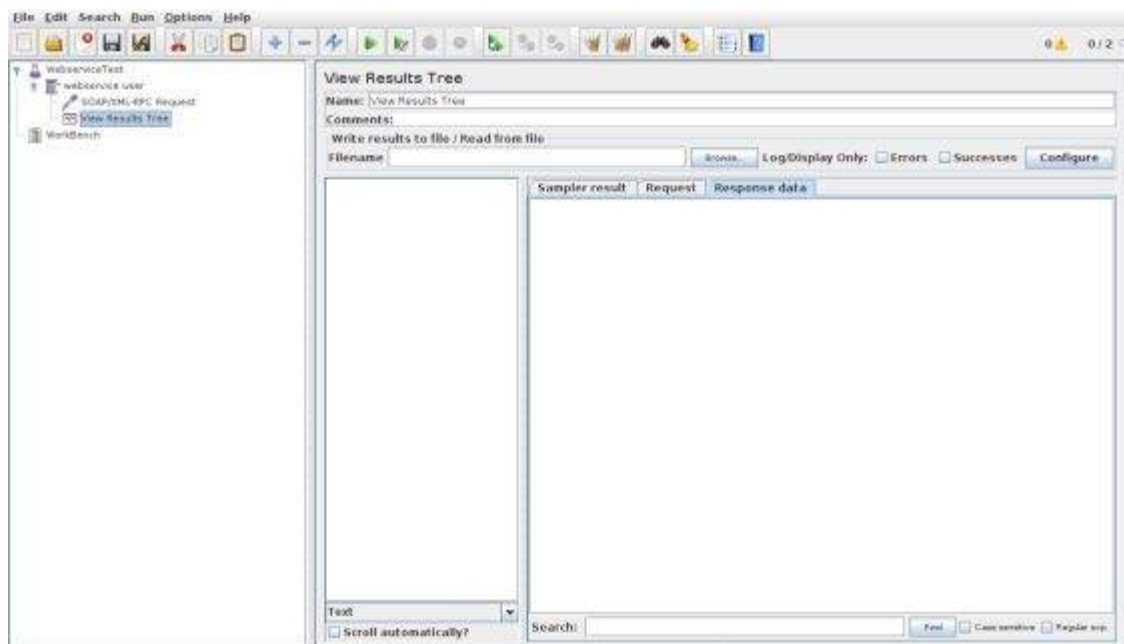 File Edit Search Run Options Help
0 0 / 2
WebserviceTest
webservice user
SOAP/XML-RPC Request
View Results Tree
WorkBench
View Results Tree
Name: View Results Tree
Comments:
Write results to file / Read from file
Filename Browse... Log/Display Only: Errors Successes Configure
Sampler result Request Response data
Text
Scroll automatically?
Search: Find Case sensitive Regular exp.